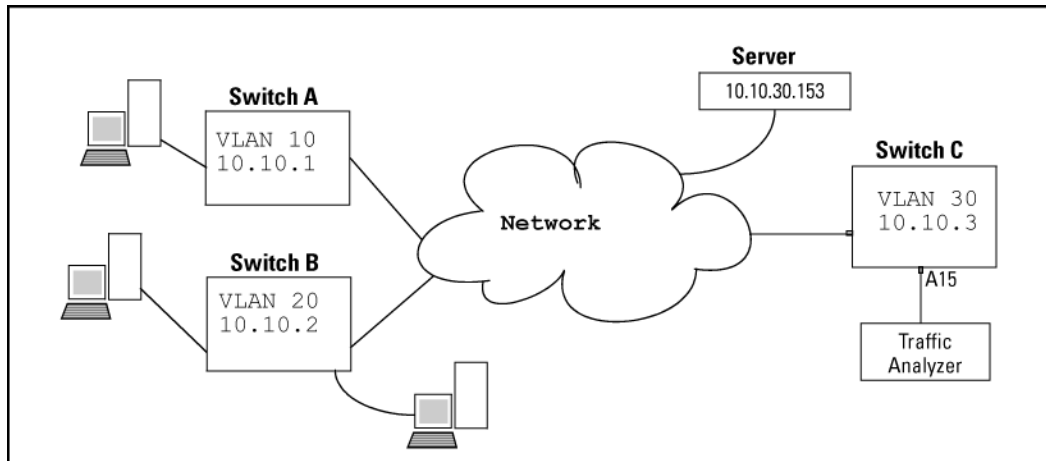 Server
10.10.30.153
Switch A
VLAN 10
10.10.1
Switch C
VLAN 30
10.10.3
Network
Switch B
VLAN 20
10.10.2
A15
Traffic
Analyzer